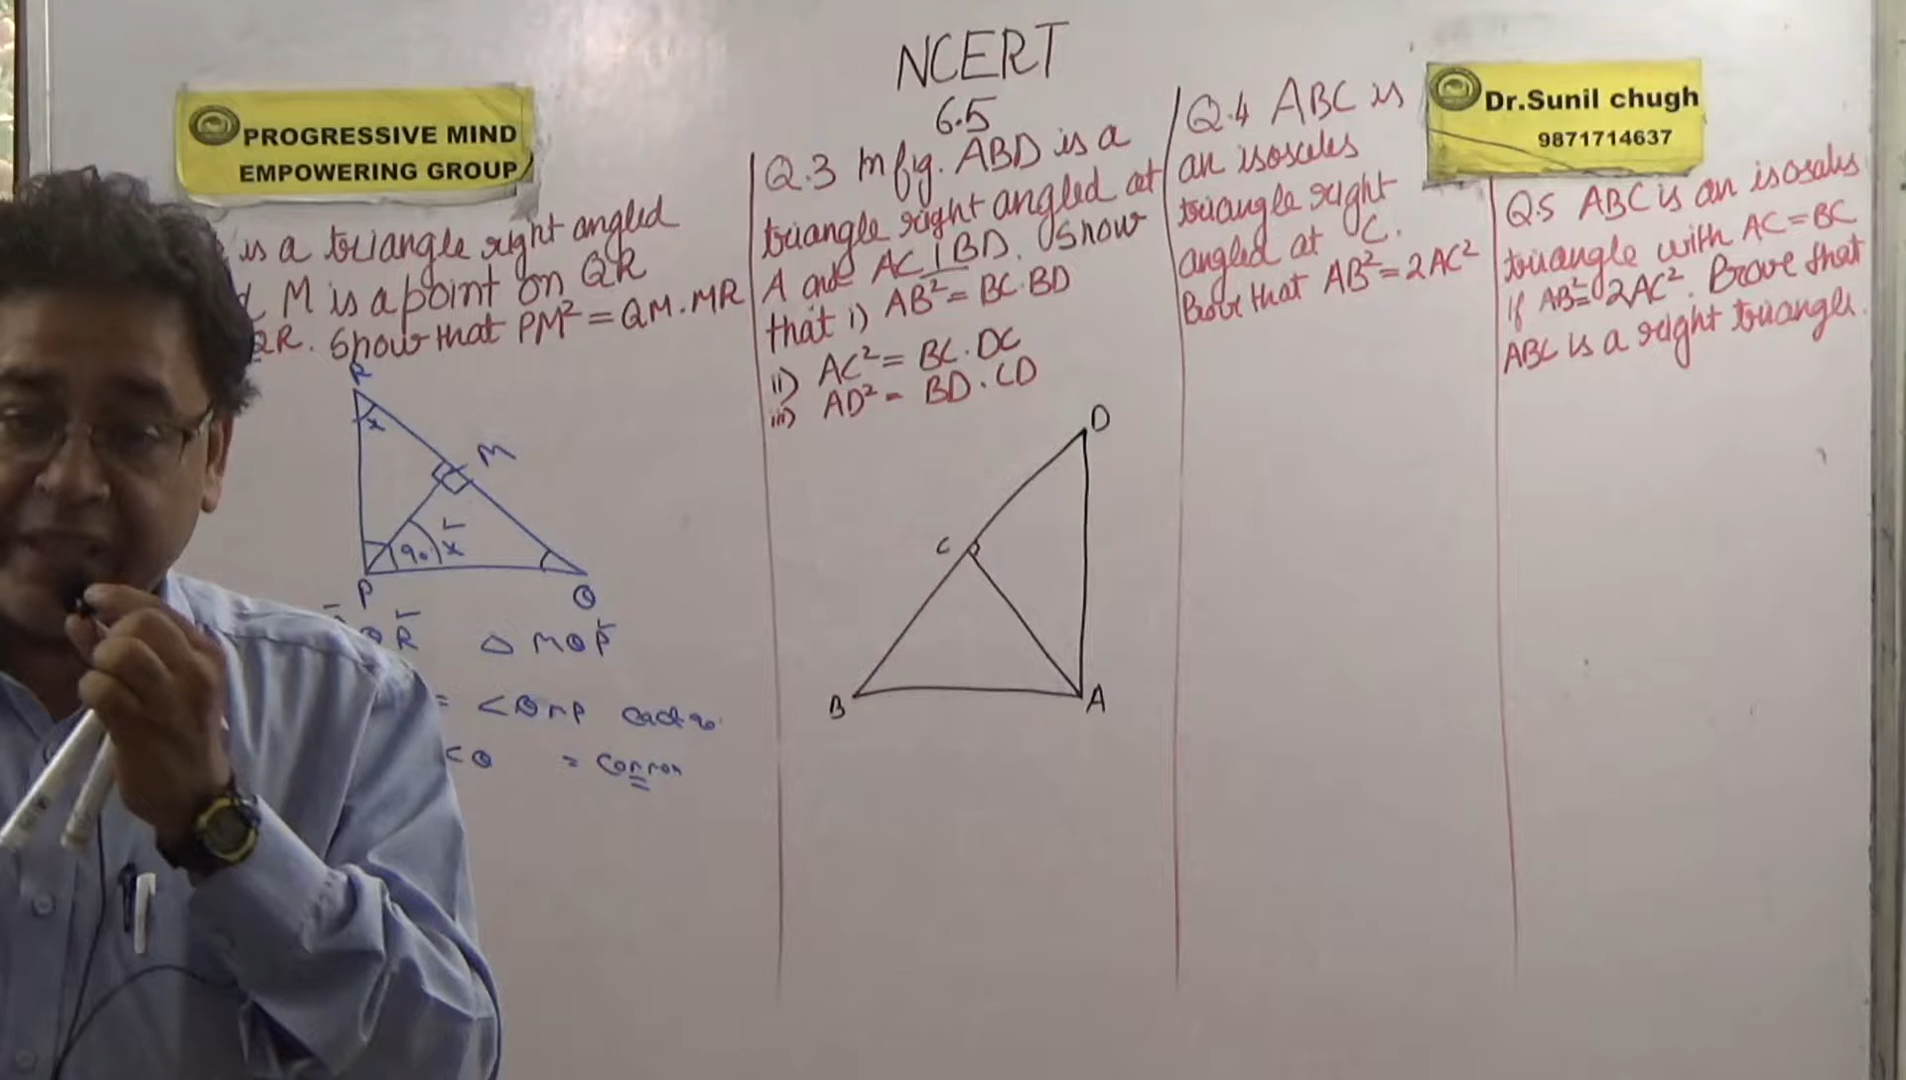 NCERT
6.5
PROGRESSIVE MIND
EMPOWERING GROUP
Dr.Sunil chugh
9871714637
is a triangle right angled
M is a point on QR
QR. Show that PM² = QM.MR
R
x
M
90
x
P
Q
R
△ MQP
= <QMP each 90
<Q = common
Q.3 In fig. ABD is a
triangle right angled at
A and AC ⊥ BD. Show
that i) AB² = BC.BD
ii) AC² = BC.DC
iii) AD² = BD.CD
D
C
B
A
Q.4 ABC is
an isosceles
triangle right
angled at C.
Prove that AB² = 2AC²
Q.5 ABC is an isosceles
triangle with AC = BC
if AB² = 2AC². Prove that
ABC is a right triangle.